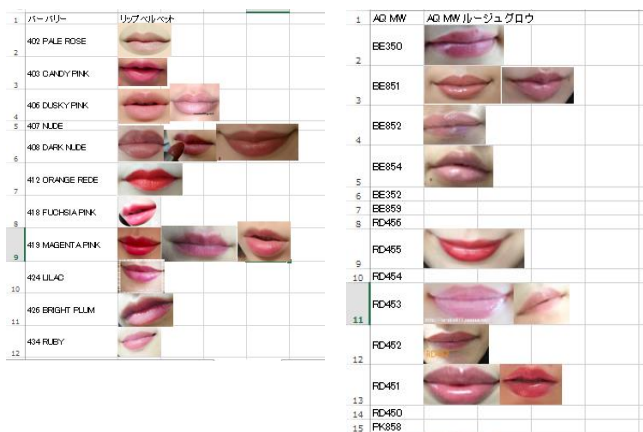 1 バーバリー リップベルベット
2 402 PALE ROSE
3 403 CANDY PINK
4 406 DUSKY PINK
5 407 NUDE
6 408 DARK NUDE
7 412 ORANGE REDE
8 418 FUCHSIA PINK
9 419 MAGENTA PINK
10 424 LILAC
11 426 BRIGHT PLUM
12 434 RUBY
1 AQ MW AQ MW ルージュグロウ
2 BE350
3 BE851
4 BE852
5 BE854
6 BE352
7 BE859
8 RD456
9 RD455
10 RD454
11 RD453
12 RD452
13 RD451
14 RD450
15 PK858